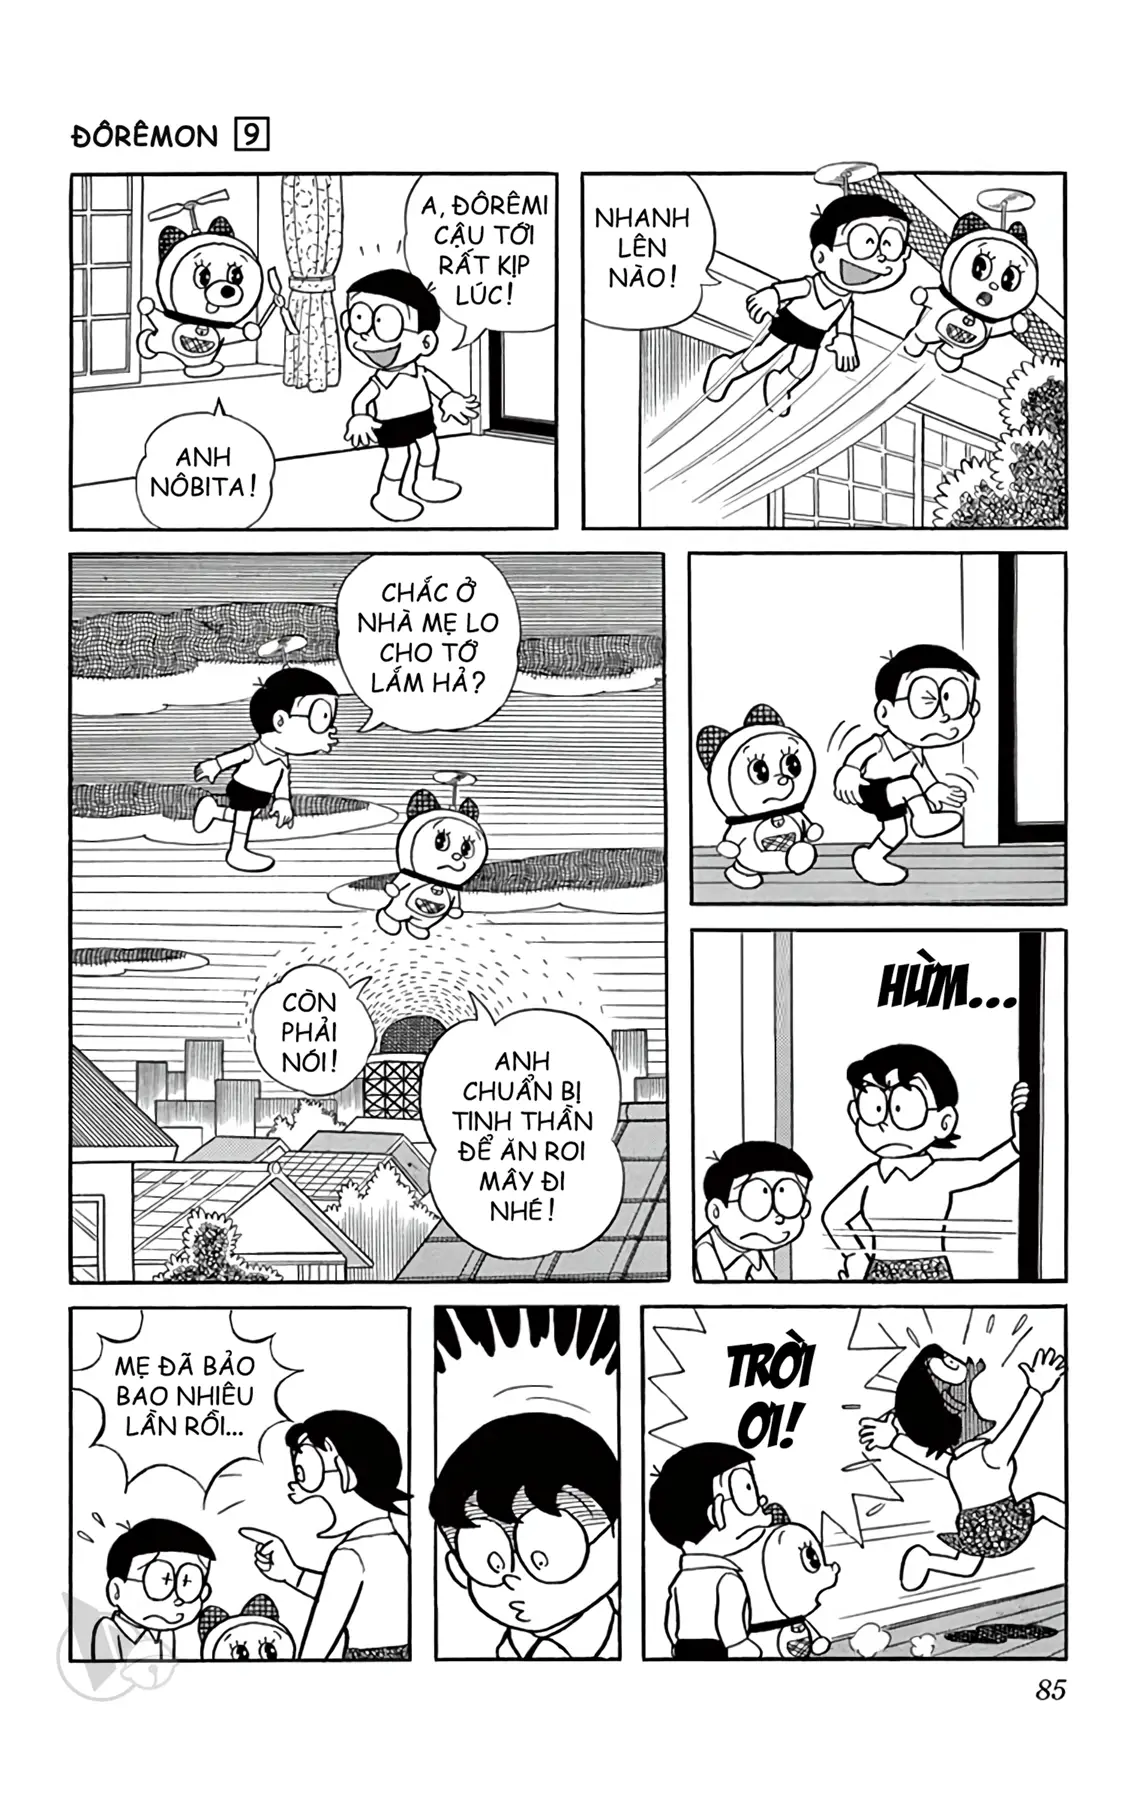 ĐÔRÊMON 9
A, ĐÔRÊMI
CẬU TỚI
RẤT KỊP
LÚC!
ANH
NÔBITA!
NHANH
LÊN
NÀO!
CHẮC Ở
NHÀ MẸ LO
CHO TỚ
LẮM HẢ?
CÒN
PHẢI
NÓI!
ANH
CHUẨN BỊ
TINH THẦN
ĐỂ ĂN ROI
MÂY ĐI
NHÉ!
HỪM...
MẸ ĐÃ BẢO
BAO NHIÊU
LẦN RỒI...
TRỜI
ƠI!
85